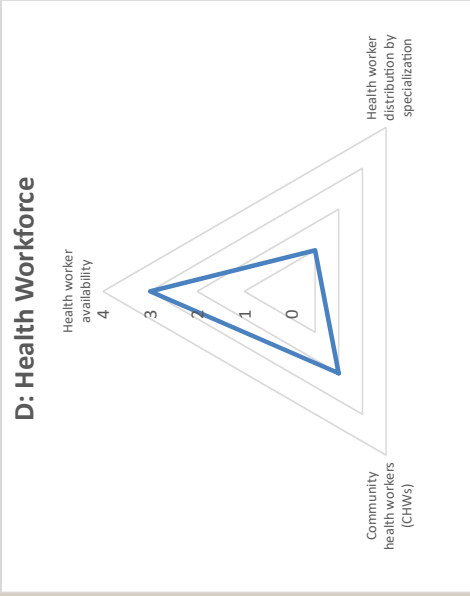 D: Health Workforce
Health worker
availability
4
3
2
1
0
Health worker
distribution by
specialization
Community
health workers
(CHWs)